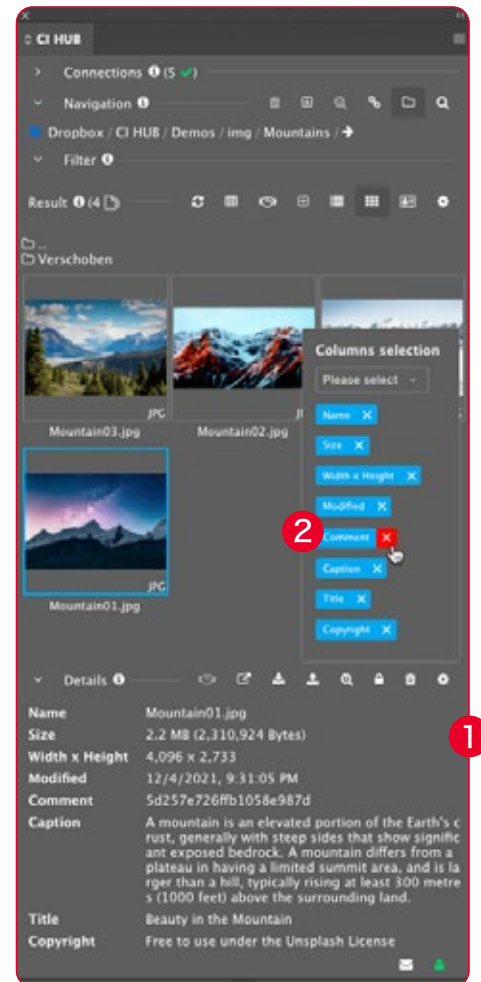 CI HUB
Connections (5 ✓)
Navigation
Dropbox / CI HUB / Demos / img / Mountains /
Filter
Result (4
..
Verschoben
JPG
JPG
Mountain03.jpg
Mountain02.jpg
Columns selection
Please select
Name ×
Size ×
Width x Height ×
Modified ×
2
Comment ×
Caption ×
Title ×
Copyright ×
JPG
Mountain01.jpg
Details
1
Name Mountain01.jpg
Size 2.2 MB (2,310,924 Bytes)
Width x Height 4,096 x 2,733
Modified 12/4/2021, 9:31:05 PM
Comment 5d257e726ffb1058e987d
Caption A mountain is an elevated portion of the Earth's c
rust, generally with steep sides that show signific
ant exposed bedrock. A mountain differs from a
plateau in having a limited summit area, and is la
rger than a hill, typically rising at least 300 metre
s (1000 feet) above the surrounding land.
Title Beauty in the Mountain
Copyright Free to use under the Unsplash License